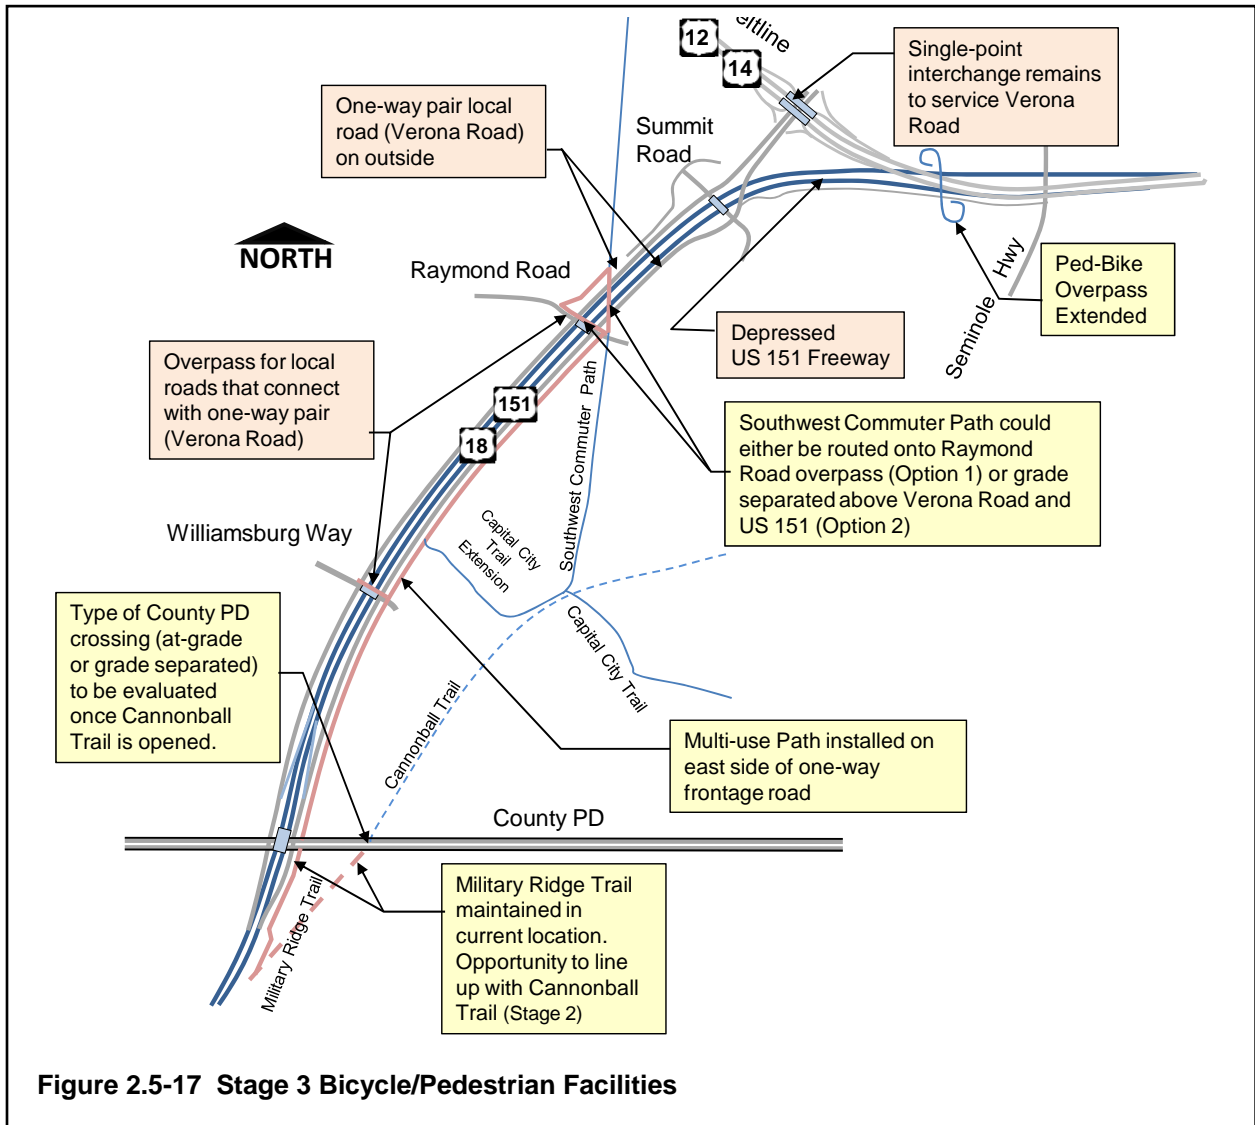 eltline
12
14
Single-point
interchange remains
to service Verona
Road
One-way pair local
road (Verona Road)
on outside
Summit
Road
NORTH
Raymond Road
Seminole Hwy
Ped-Bike
Overpass
Extended
Depressed
US 151 Freeway
Overpass for local
roads that connect
with one-way pair
(Verona Road)
151
18
Southwest Commuter Path
Southwest Commuter Path could
either be routed onto Raymond
Road overpass (Option 1) or grade
separated above Verona Road and
US 151 (Option 2)
Williamsburg Way
Capital City
Trail
Extension
Type of County PD
crossing (at-grade
or grade separated)
to be evaluated
once Cannonball
Trail is opened.
Capital City Trail
Cannonball Trail
Multi-use Path installed on
east side of one-way
frontage road
County PD
Military Ridge Trail
Military Ridge Trail
maintained in
current location.
Opportunity to line
up with Cannonball
Trail (Stage 2)
Figure 2.5-17 Stage 3 Bicycle/Pedestrian Facilities